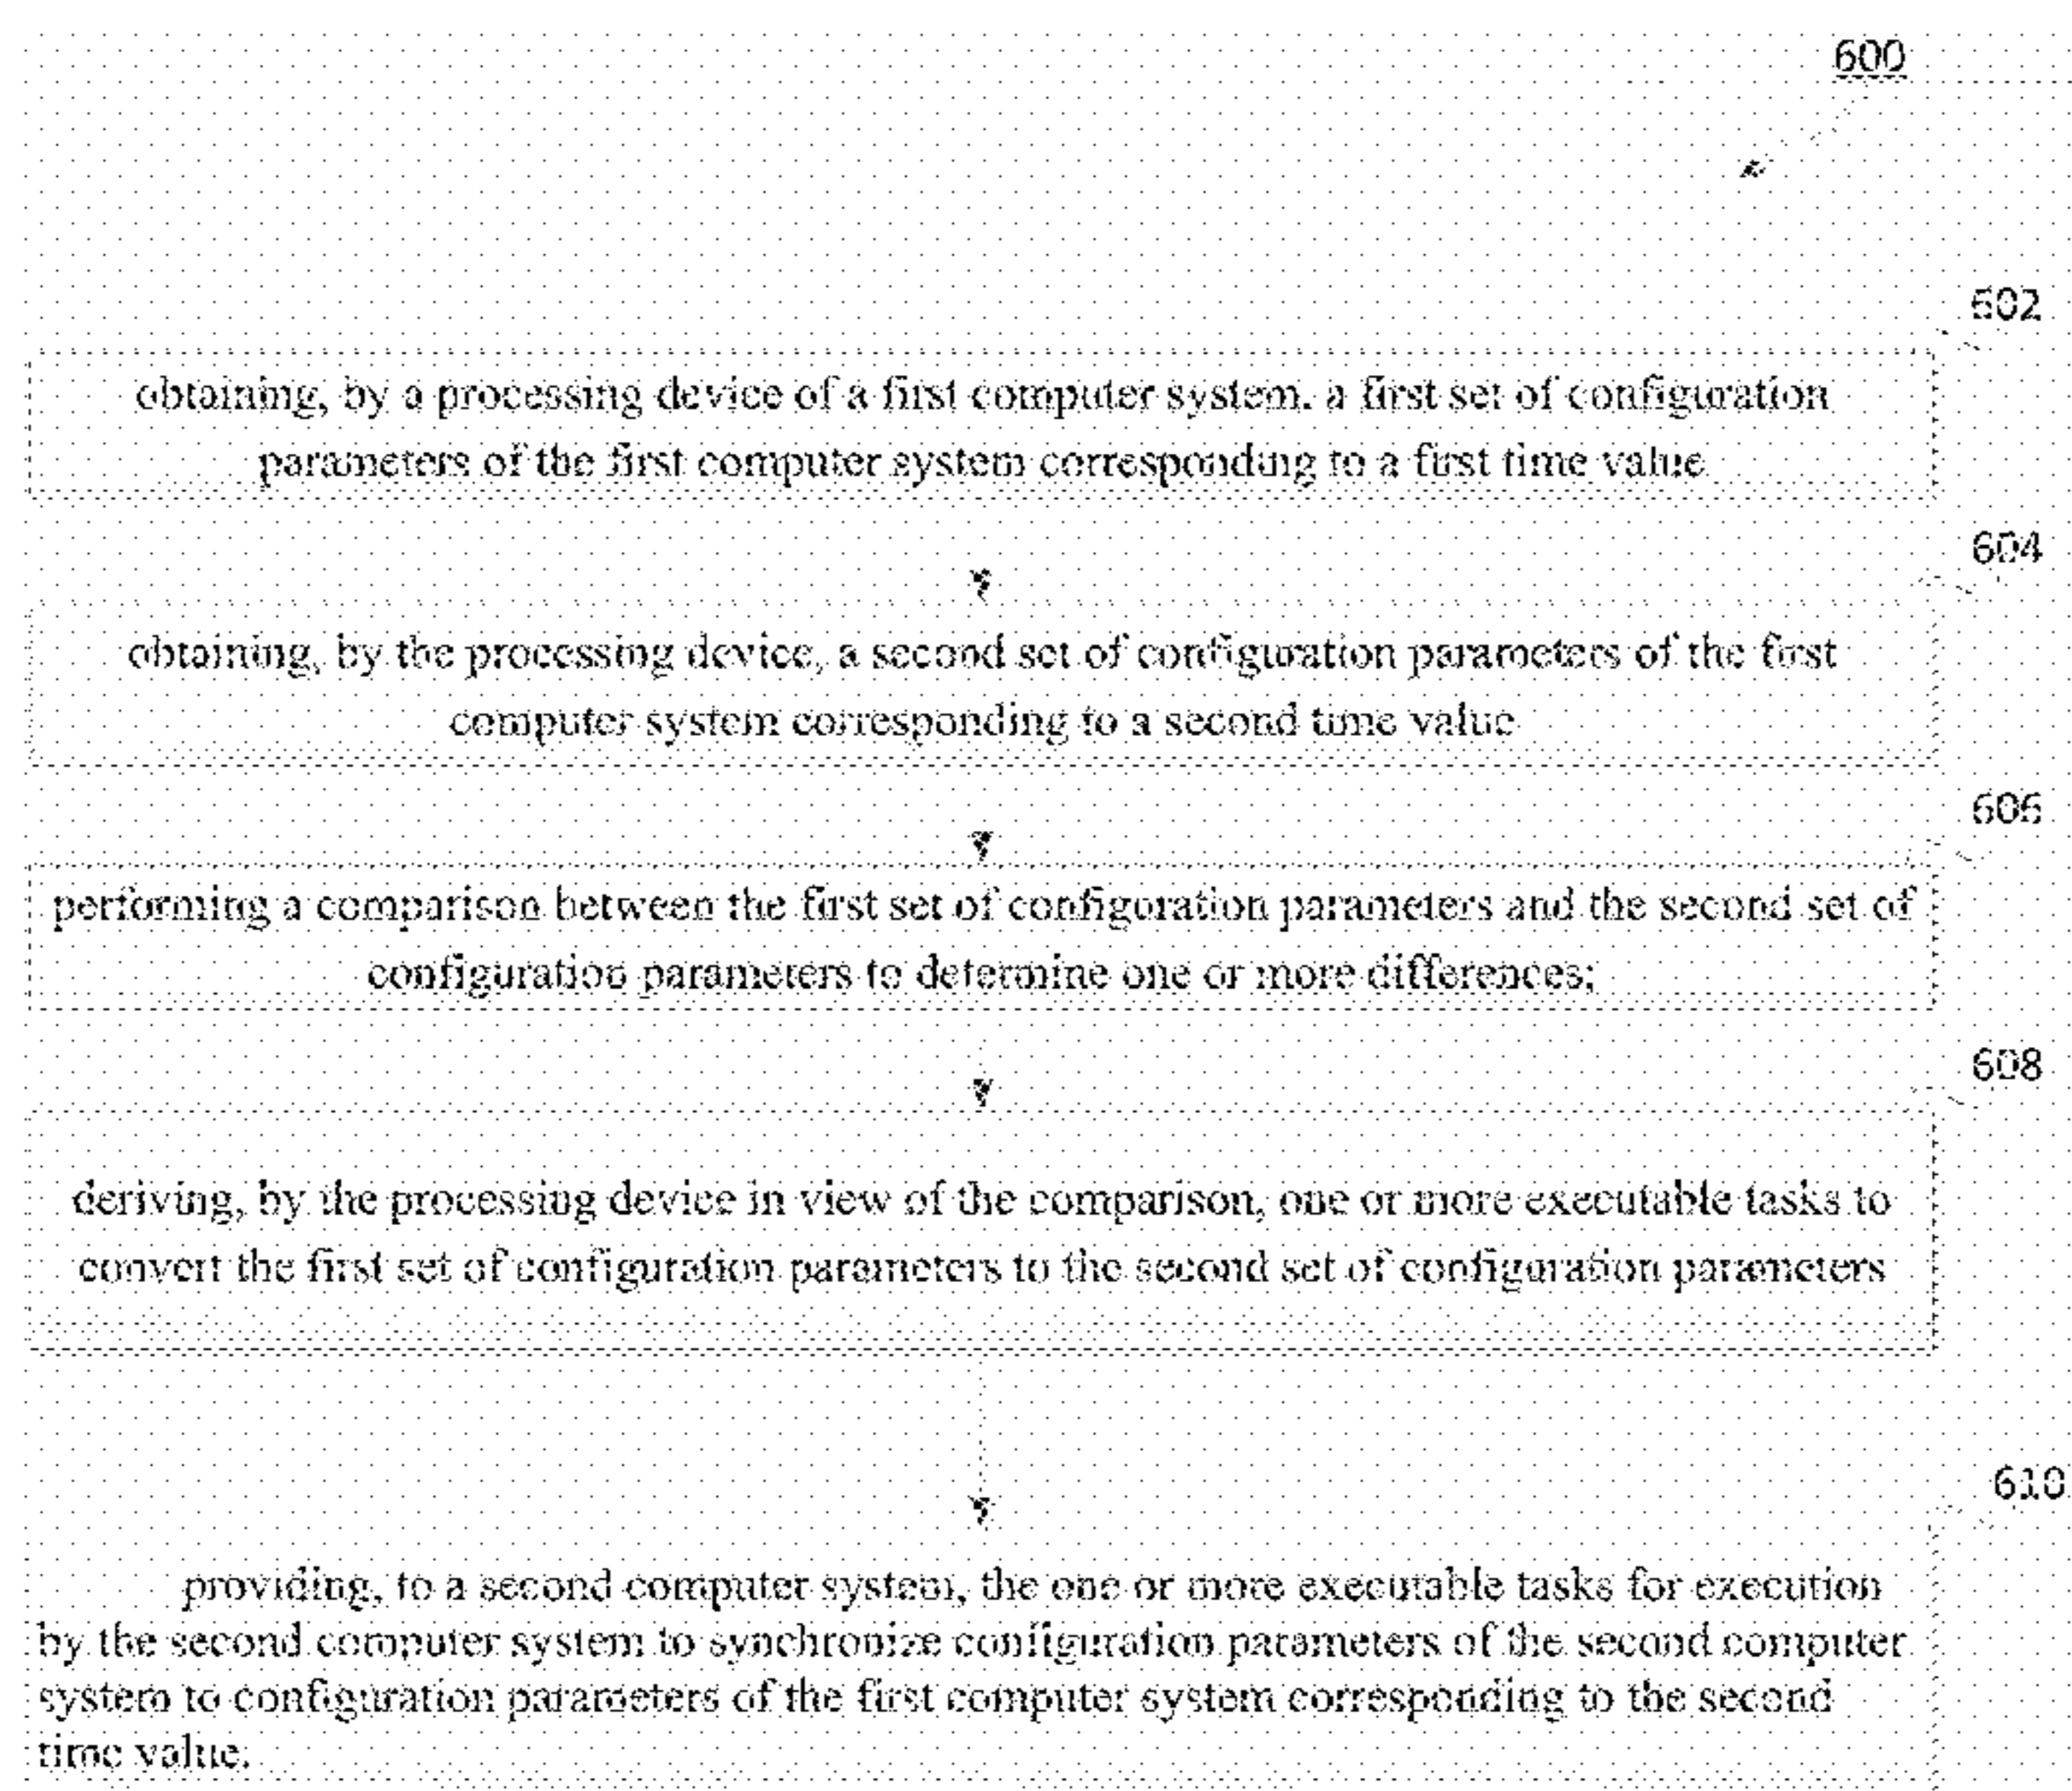 600
602
obtaining, by a processing device of a first computer system, a first set of configuration
parameters of the first computer system corresponding to a first time value
604
obtaining, by the processing device, a second set of configuration parameters of the first
computer system corresponding to a second time value
606
performing a comparison between the first set of configuration parameters and the second set of
configuration parameters to determine one or more differences;
608
deriving, by the processing device in view of the comparison, one or more executable tasks to
convert the first set of configuration parameters to the second set of configuration parameters
610
providing, to a second computer system, the one or more executable tasks for execution
by the second computer system to synchronize configuration parameters of the second computer
system to configuration parameters of the first computer system corresponding to the second
time value.